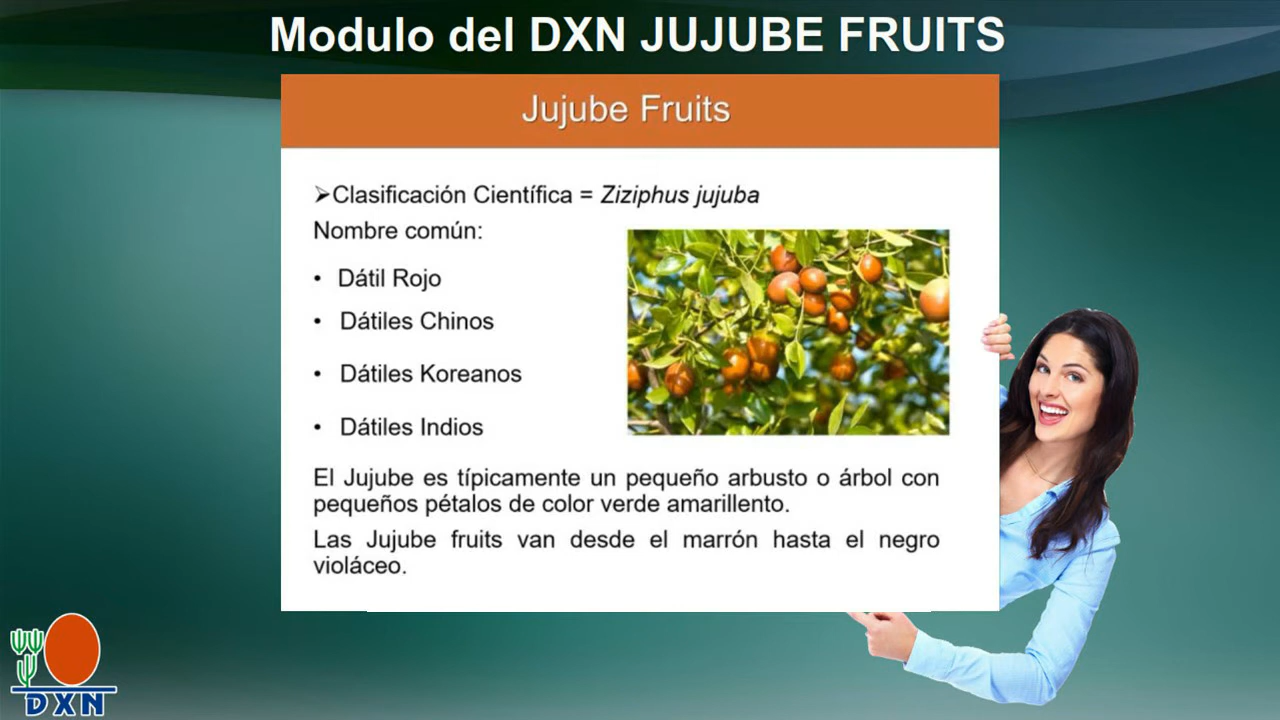 Modulo del DXN JUJUBE FRUITS
Jujube Fruits
➢Clasificación Científica = Ziziphus jujuba
Nombre común:
• Dátil Rojo
• Dátiles Chinos
• Dátiles Koreanos
• Dátiles Indios
El Jujube es típicamente un pequeño arbusto o árbol con
pequeños pétalos de color verde amarillento.
Las Jujube fruits van desde el marrón hasta el negro
violáceo.
DXN